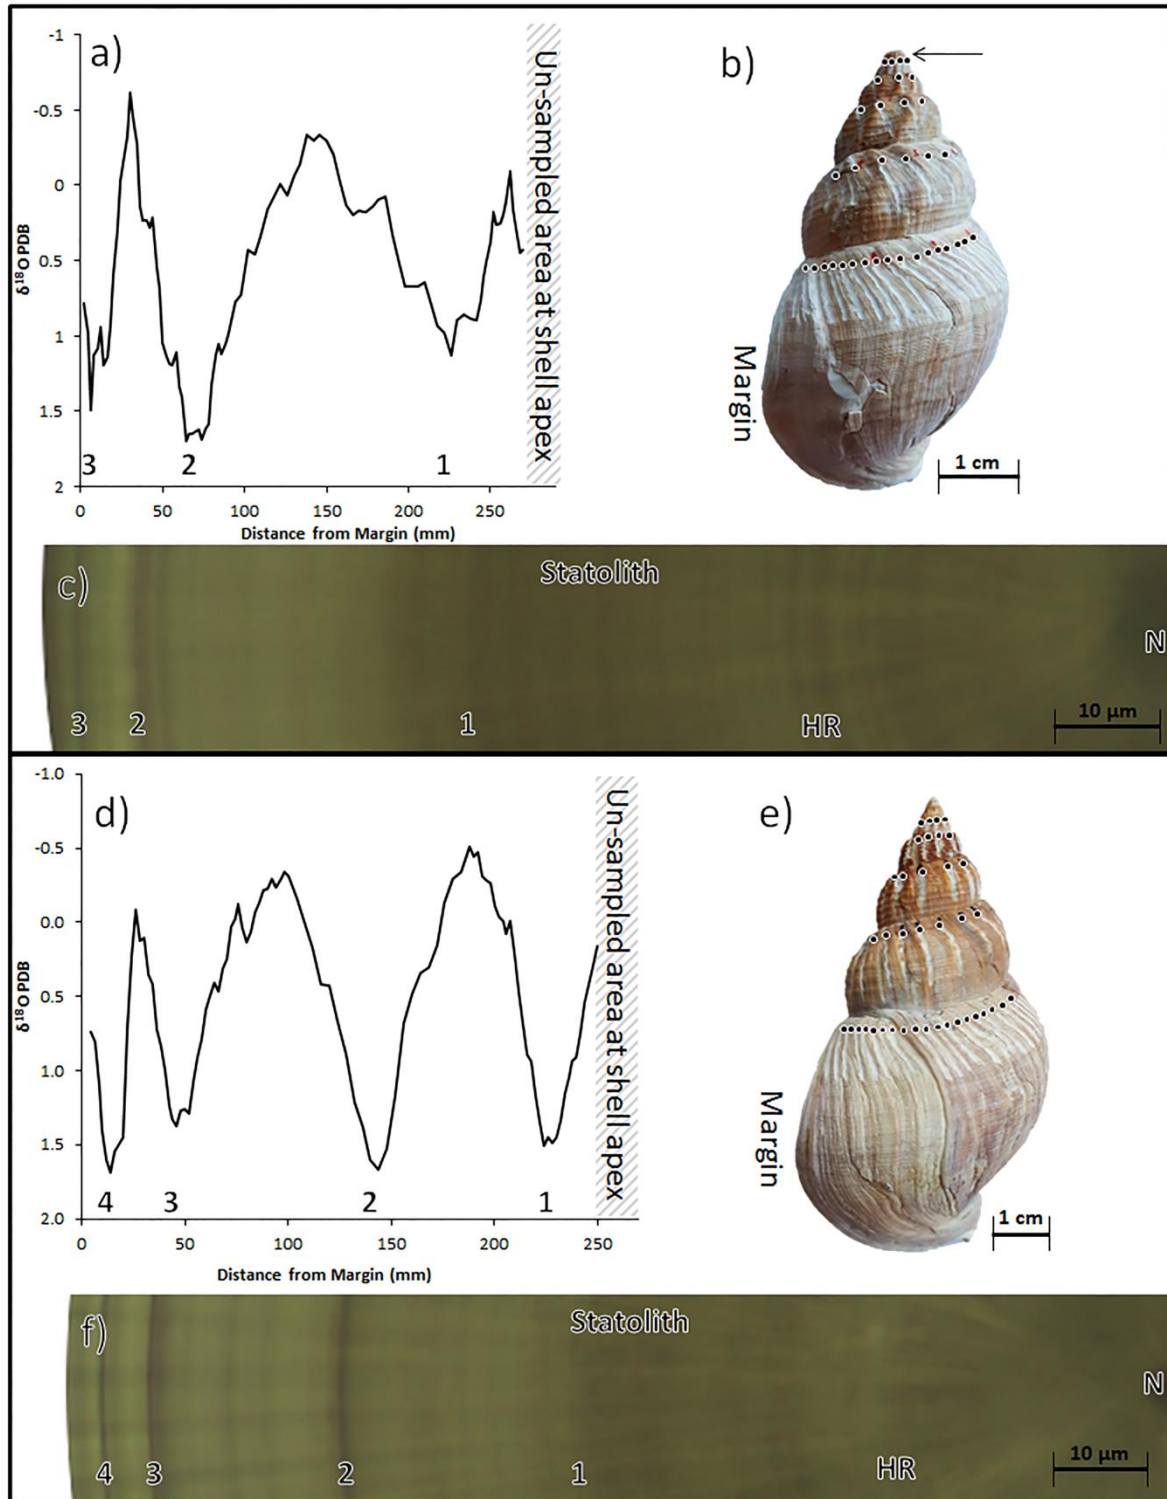 a)
-1
-0.5
0
0.5
1
1.5
2
δ¹⁸O PDB
3
2
1
0 50 100 150 200 250
Distance from Margin (mm)
Un-sampled area at shell apex
b)
Margin
1 cm
c)
Statolith
N
3
2
1
HR
10 µm
d)
-1.0
-0.5
0.0
0.5
1.0
1.5
2.0
δ¹⁸O PDB
4
3
2
1
0 50 100 150 200 250
Distance from Margin (mm)
Un-sampled area at shell apex
e)
Margin
1 cm
f)
Statolith
N
4
3
2
1
HR
10 µm